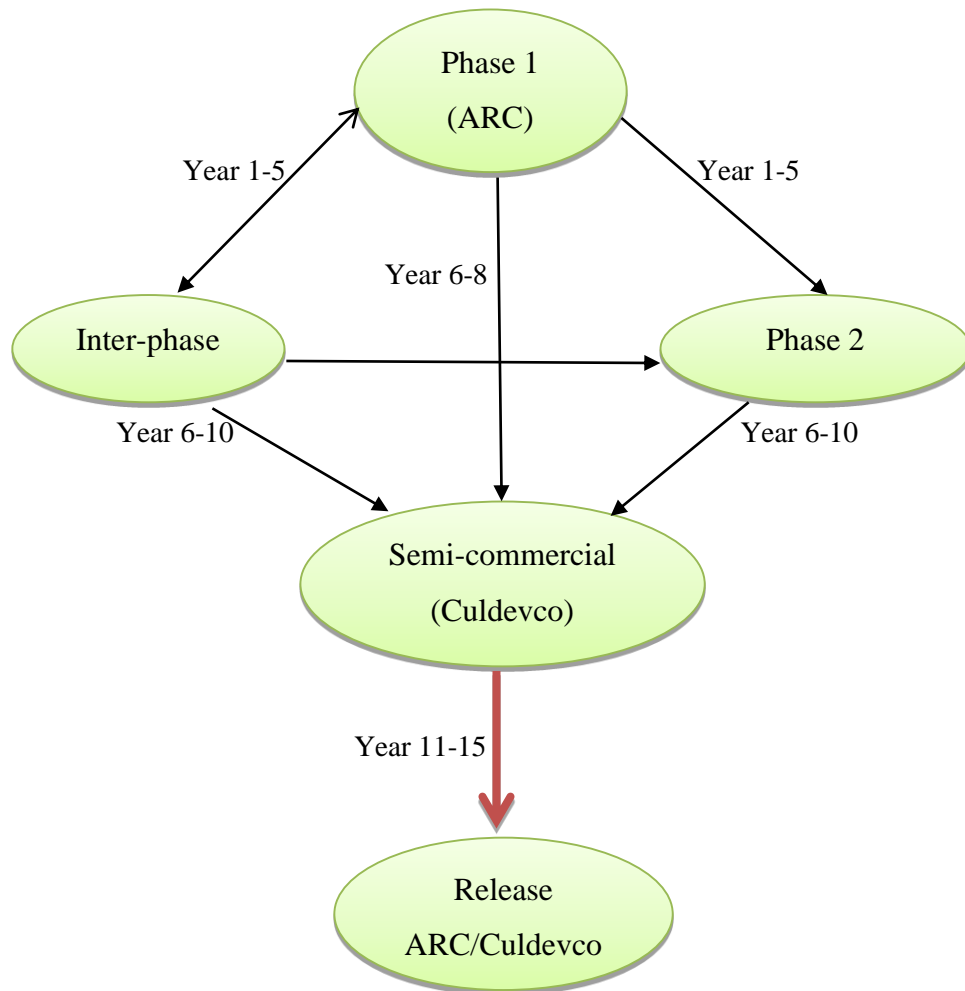 Phase 1
(ARC)
Year 1-5
Year 1-5
Year 6-8
Inter-phase
Phase 2
Year 6-10
Year 6-10
Semi-commercial
(Culdevco)
Year 11-15
Release
ARC/Culdevco